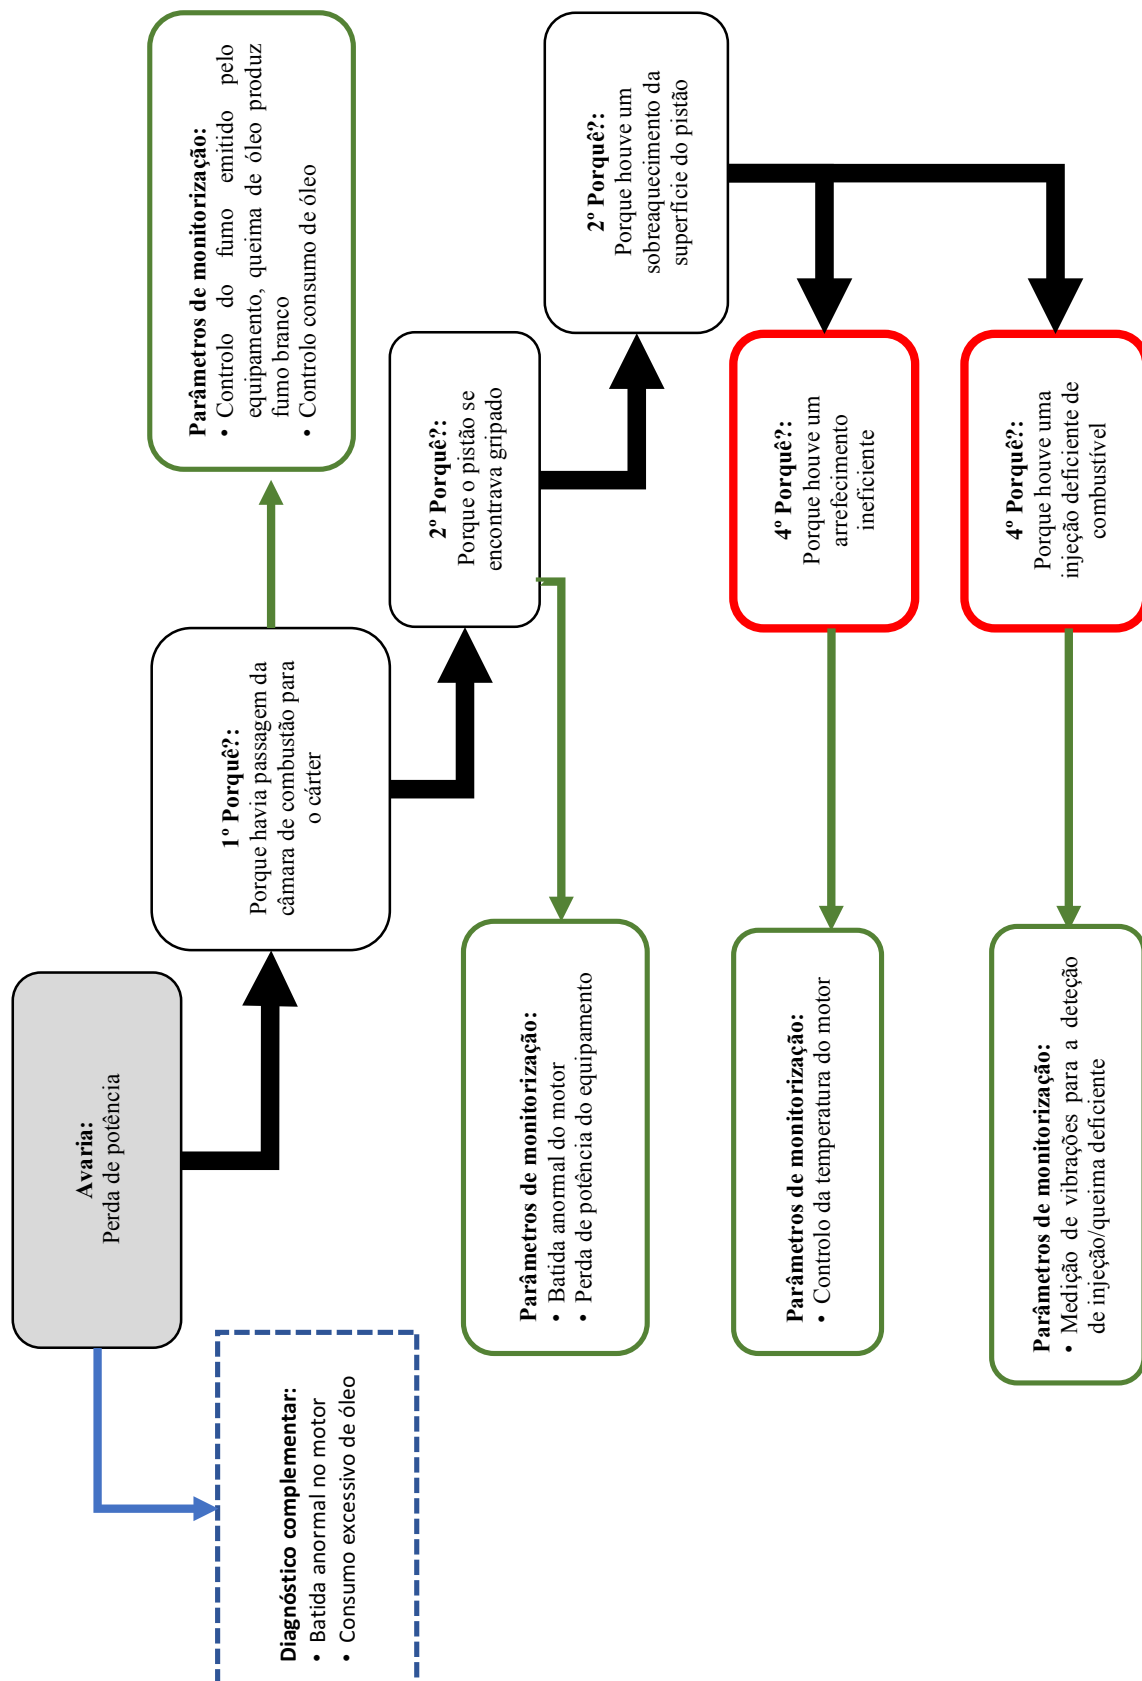 Avaria:
Perda de potência
Diagnóstico complementar:
• Batida anormal no motor
• Consumo excessivo de óleo
1º Porquê?:
Porque havia passagem da
câmara de combustão para
o cárter
Parâmetros de monitorização:
• Controlo do fumo emitido pelo
equipamento, queima de óleo produz
fumo branco
• Controlo consumo de óleo
2º Porquê?:
Porque o pistão se
encontrava gripado
Parâmetros de monitorização:
• Batida anormal do motor
• Perda de potência do equipamento
2º Porquê?:
Porque houve um
sobreaquecimento da
superfície do pistão
4º Porquê?:
Porque houve um
arrefecimento
ineficiente
Parâmetros de monitorização:
• Controlo da temperatura do motor
4º Porquê?:
Porque houve uma
injeção deficiente de
combustível
Parâmetros de monitorização:
• Medição de vibrações para a deteção
de injeção/queima deficiente